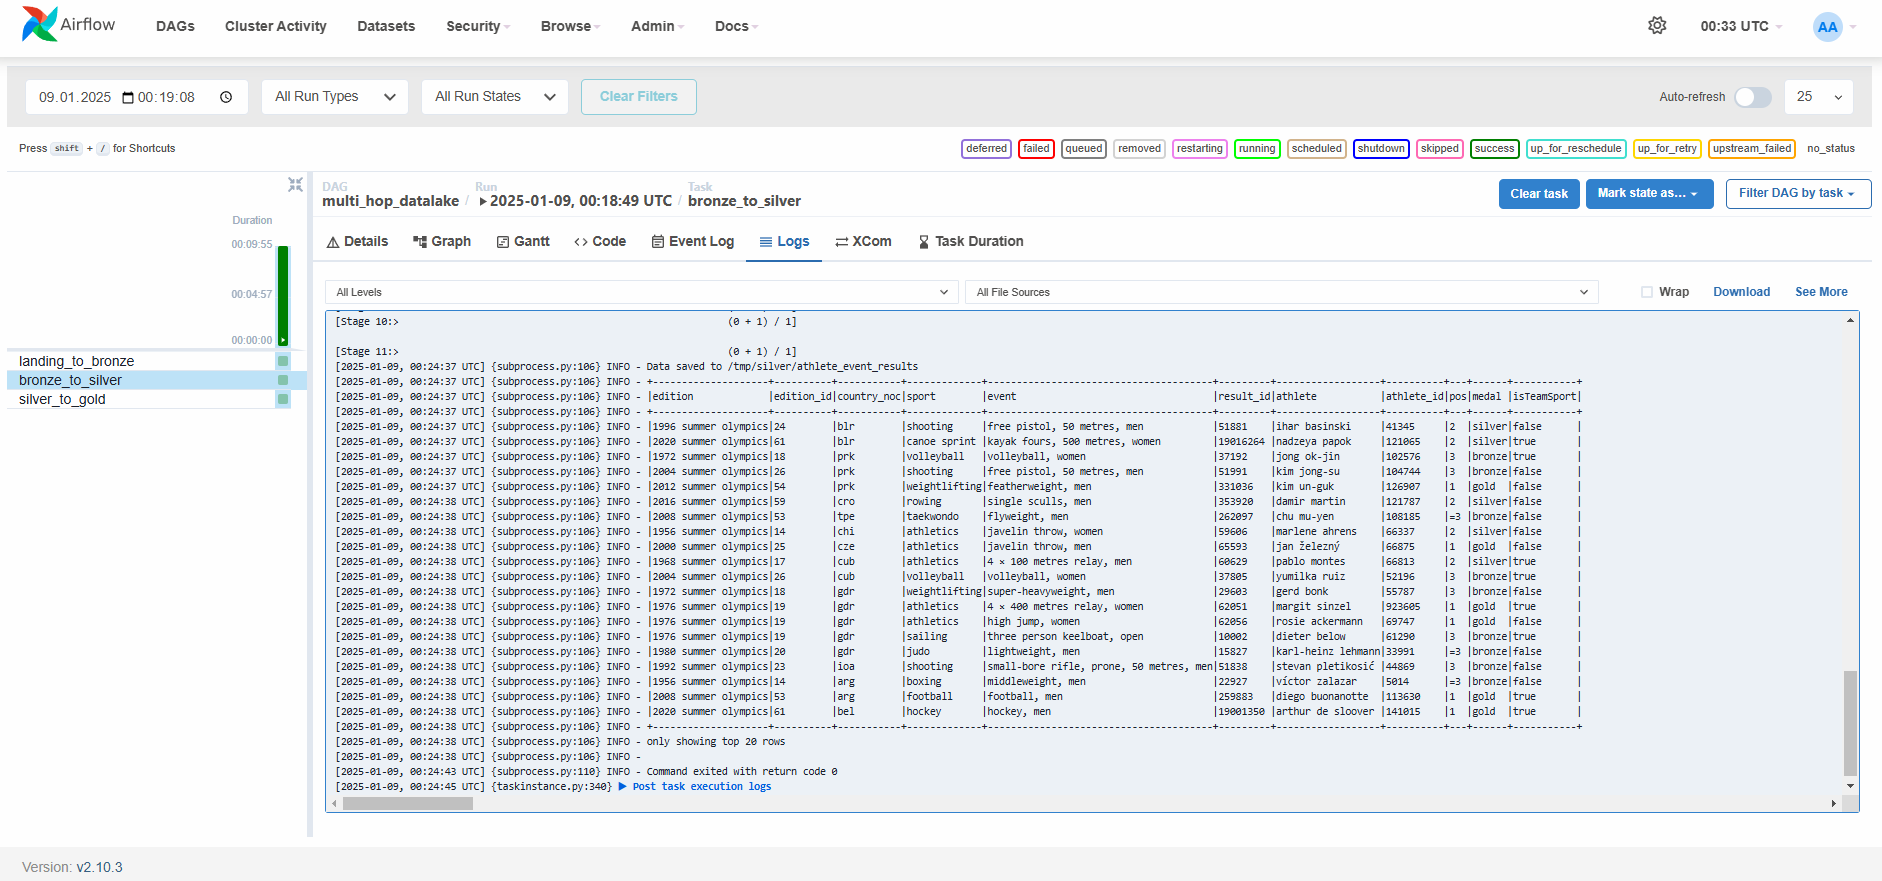 Airflow DAGs Cluster Activity Datasets Security Browse Admin Docs 00:33 UTC AA
09.01.2025 00:19:08 All Run Types All Run States Clear Filters Auto-refresh 25
Press shift + / for Shortcuts deferred failed queued removed restarting running scheduled shutdown skipped success up_for_reschedule up_for_retry upstream_failed no_status
Duration
00:09:55
00:04:57
00:00:00
landing_to_bronze
bronze_to_silver
silver_to_gold
DAG Run Task
multi_hop_datalake / 2025-01-09, 00:18:49 UTC / bronze_to_silver Clear task Mark state as... Filter DAG by task
Details Graph Gantt Code Event Log Logs XCom Task Duration
All Levels All File Sources Wrap Download See More
[Stage 10:> (0 + 1) / 1]
[Stage 11:> (0 + 1) / 1]
[2025-01-09, 00:24:37 UTC] {subprocess.py:106} INFO - Data saved to /tmp/silver/athlete_event_results
[2025-01-09, 00:24:37 UTC] {subprocess.py:106} INFO - +-------------------+----------+-----------+------------+-------------------------------------+---------+-----------------+----------+---+------+-----------+
[2025-01-09, 00:24:37 UTC] {subprocess.py:106} INFO - |edition |edition_id|country_noc|sport |event |result_id|athlete |athlete_id|pos|medal |isTeamSport|
[2025-01-09, 00:24:37 UTC] {subprocess.py:106} INFO - +-------------------+----------+-----------+------------+-------------------------------------+---------+-----------------+----------+---+------+-----------+
[2025-01-09, 00:24:37 UTC] {subprocess.py:106} INFO - |1996 summer olympics|24 |blr |shooting |free pistol, 50 metres, men |51881 |ihar basinski |41345 |2 |silver|false |
[2025-01-09, 00:24:37 UTC] {subprocess.py:106} INFO - |2020 summer olympics|61 |blr |canoe sprint |kayak fours, 500 metres, women |19016264 |nadzeya papok |121065 |2 |silver|true |
[2025-01-09, 00:24:37 UTC] {subprocess.py:106} INFO - |1972 summer olympics|18 |prk |volleyball |volleyball, women |37192 |jong ok-jin |102576 |3 |bronze|true |
[2025-01-09, 00:24:37 UTC] {subprocess.py:106} INFO - |2004 summer olympics|26 |prk |shooting |free pistol, 50 metres, men |51991 |kim jong-su |104744 |3 |bronze|false |
[2025-01-09, 00:24:37 UTC] {subprocess.py:106} INFO - |2012 summer olympics|54 |prk |weightlifting|featherweight, men |331036 |kim un-guk |126907 |1 |gold |false |
[2025-01-09, 00:24:38 UTC] {subprocess.py:106} INFO - |2016 summer olympics|59 |cro |rowing |single sculls, men |353920 |damir martin |121787 |2 |silver|false |
[2025-01-09, 00:24:38 UTC] {subprocess.py:106} INFO - |2008 summer olympics|53 |tpe |taekwondo |flyweight, men |262097 |chu mu-yen |108185 |=3 |bronze|false |
[2025-01-09, 00:24:38 UTC] {subprocess.py:106} INFO - |1956 summer olympics|14 |chi |athletics |javelin throw, women |59606 |marlene ahrens |66337 |2 |silver|false |
[2025-01-09, 00:24:38 UTC] {subprocess.py:106} INFO - |2000 summer olympics|25 |cze |athletics |javelin throw, men |65593 |jan železný |66875 |1 |gold |false |
[2025-01-09, 00:24:38 UTC] {subprocess.py:106} INFO - |1968 summer olympics|17 |cub |athletics |4 × 100 metres relay, men |60629 |pablo montes |66813 |2 |silver|true |
[2025-01-09, 00:24:38 UTC] {subprocess.py:106} INFO - |2004 summer olympics|26 |cub |volleyball |volleyball, women |37805 |yumilka ruiz |52196 |3 |bronze|true |
[2025-01-09, 00:24:38 UTC] {subprocess.py:106} INFO - |1972 summer olympics|18 |gdr |weightlifting|super-heavyweight, men |29603 |gerd bonk |55787 |3 |bronze|false |
[2025-01-09, 00:24:38 UTC] {subprocess.py:106} INFO - |1976 summer olympics|19 |gdr |athletics |4 × 400 metres relay, women |62051 |margit sinzel |923605 |1 |gold |true |
[2025-01-09, 00:24:38 UTC] {subprocess.py:106} INFO - |1976 summer olympics|19 |gdr |athletics |high jump, women |62056 |rosie ackermann |69747 |1 |gold |false |
[2025-01-09, 00:24:38 UTC] {subprocess.py:106} INFO - |1976 summer olympics|19 |gdr |sailing |three person keelboat, open |10002 |dieter below |61290 |3 |bronze|true |
[2025-01-09, 00:24:38 UTC] {subprocess.py:106} INFO - |1980 summer olympics|20 |gdr |judo |lightweight, men |15827 |karl-heinz lehmann|33991 |=3 |bronze|false |
[2025-01-09, 00:24:38 UTC] {subprocess.py:106} INFO - |1992 summer olympics|23 |ioa |shooting |small-bore rifle, prone, 50 metres, men|51838 |stevan pletikosić |44869 |3 |bronze|false |
[2025-01-09, 00:24:38 UTC] {subprocess.py:106} INFO - |1956 summer olympics|14 |arg |boxing |middleweight, men |22927 |víctor zalazar |5014 |=3 |bronze|false |
[2025-01-09, 00:24:38 UTC] {subprocess.py:106} INFO - |2008 summer olympics|53 |arg |football |football, men |259883 |diego buonanotte |113630 |1 |gold |true |
[2025-01-09, 00:24:38 UTC] {subprocess.py:106} INFO - |2020 summer olympics|61 |bel |hockey |hockey, men |19001350 |arthur de sloover |141015 |1 |gold |true |
[2025-01-09, 00:24:38 UTC] {subprocess.py:106} INFO - +-------------------+----------+-----------+------------+-------------------------------------+---------+-----------------+----------+---+------+-----------+
[2025-01-09, 00:24:38 UTC] {subprocess.py:106} INFO - only showing top 20 rows
[2025-01-09, 00:24:38 UTC] {subprocess.py:106} INFO -
[2025-01-09, 00:24:43 UTC] {subprocess.py:110} INFO - Command exited with return code 0
[2025-01-09, 00:24:45 UTC] {taskinstance.py:340} ▶ Post task execution logs
Version: v2.10.3